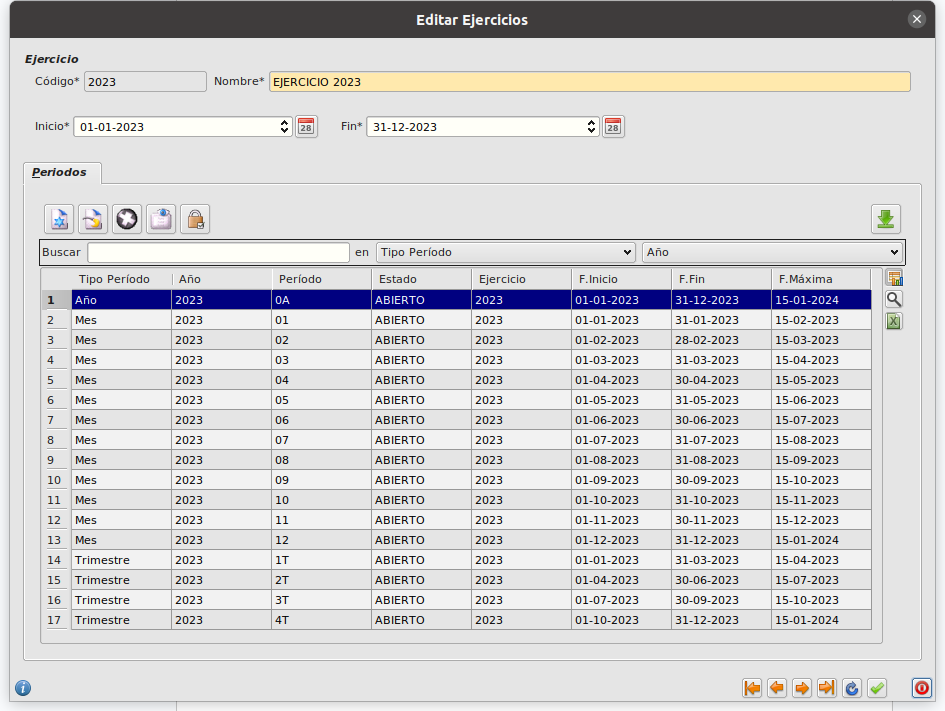 Editar Ejercicios
Ejercicio
Código* 2023 Nombre* EJERCICIO 2023
Inicio* 01-01-2023 28 Fin* 31-12-2023 28
Periodos
Buscar en Tipo Período Año
Tipo Período Año Período Estado Ejercicio F.Inicio F.Fin F.Máxima
1 Año 2023 0A ABIERTO 2023 01-01-2023 31-12-2023 15-01-2024
2 Mes 2023 01 ABIERTO 2023 01-01-2023 31-01-2023 15-02-2023
3 Mes 2023 02 ABIERTO 2023 01-02-2023 28-02-2023 15-03-2023
4 Mes 2023 03 ABIERTO 2023 01-03-2023 31-03-2023 15-04-2023
5 Mes 2023 04 ABIERTO 2023 01-04-2023 30-04-2023 15-05-2023
6 Mes 2023 05 ABIERTO 2023 01-05-2023 31-05-2023 15-06-2023
7 Mes 2023 06 ABIERTO 2023 01-06-2023 30-06-2023 15-07-2023
8 Mes 2023 07 ABIERTO 2023 01-07-2023 31-07-2023 15-08-2023
9 Mes 2023 08 ABIERTO 2023 01-08-2023 31-08-2023 15-09-2023
10 Mes 2023 09 ABIERTO 2023 01-09-2023 30-09-2023 15-10-2023
11 Mes 2023 10 ABIERTO 2023 01-10-2023 31-10-2023 15-11-2023
12 Mes 2023 11 ABIERTO 2023 01-11-2023 30-11-2023 15-12-2023
13 Mes 2023 12 ABIERTO 2023 01-12-2023 31-12-2023 15-01-2024
14 Trimestre 2023 1T ABIERTO 2023 01-01-2023 31-03-2023 15-04-2023
15 Trimestre 2023 2T ABIERTO 2023 01-04-2023 30-06-2023 15-07-2023
16 Trimestre 2023 3T ABIERTO 2023 01-07-2023 30-09-2023 15-10-2023
17 Trimestre 2023 4T ABIERTO 2023 01-10-2023 31-12-2023 15-01-2024